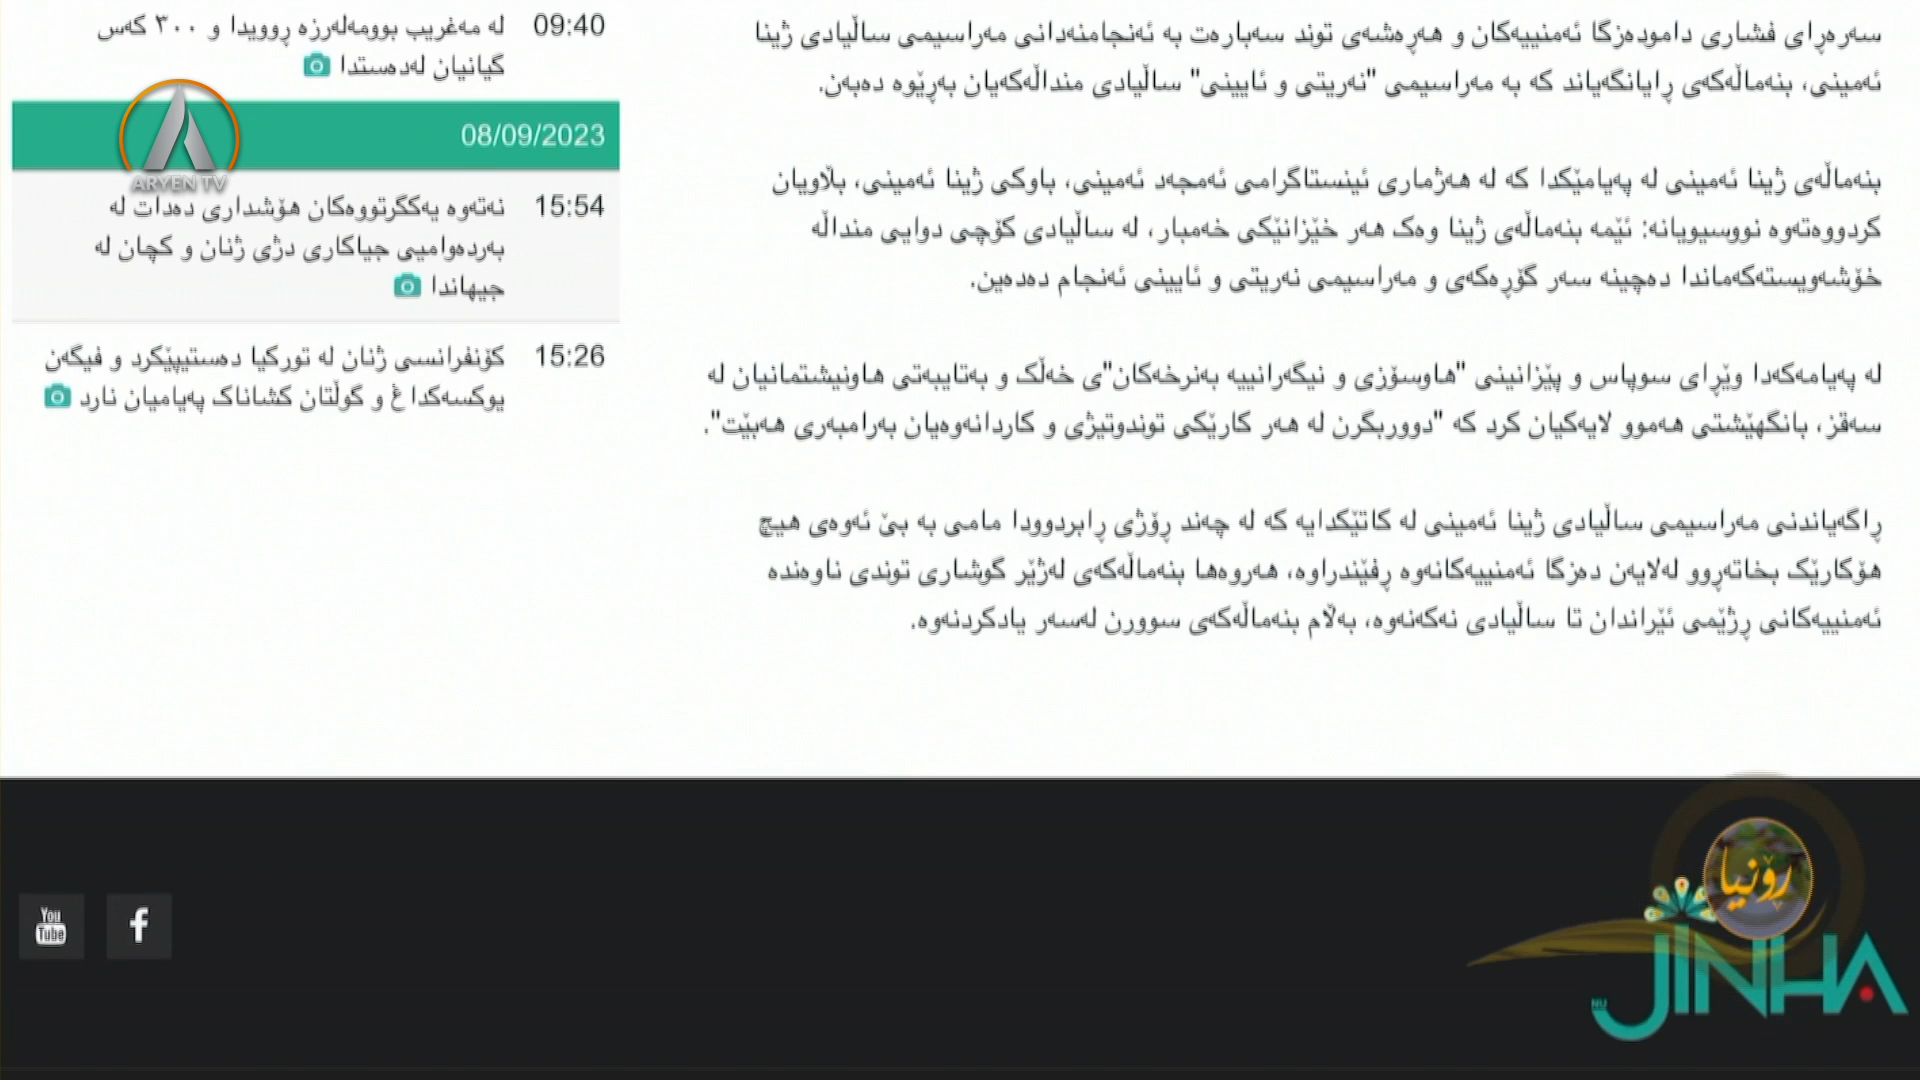 سەرەڕای فشاری دامودەزگا ئەمنییەکان و هەڕەشەی توند سەبارەت بە ئەنجامنەدانی مەراسیمی ساڵیادی ژینا
ئەمینی، بنەماڵەکەی ڕایانگەیاند کە بە مەراسیمی "نەریتی و ئایینی" ساڵیادی منداڵەکەیان بەڕێوە دەبەن.
بنەماڵەی ژینا ئەمینی لە پەیامێکدا کە لە هەژماری ئینستاگرامی ئەمجەد ئەمینی، باوکی ژینا ئەمینی، بڵاویان
کردووەتەوە نووسیویانە: ئێمە بنەماڵەی ژینا وەک هەر خێزانێکی خەمبار، لە ساڵیادی کۆچی دوایی منداڵە
خۆشەویستەکەماندا دەچینە سەر گۆڕەکەی و مەراسیمی نەریتی و ئایینی ئەنجام دەدەین.
لە پەیامەکەدا وێڕای سوپاس و پێزانینی "هاوسۆزی و نیگەرانییە بەنرخەکان"ی خەڵک و بەتایبەتی هاونیشتمانیان لە
سەقز، بانگهێشتی هەموو لایەکیان کرد کە "دووربگرن لە هەر کارێکی توندوتیژی و کاردانەوەیان بەرامبەری هەبێت".
ڕاگەیاندنی مەراسیمی ساڵیادی ژینا ئەمینی لە کاتێکدایە کە لە چەند ڕۆژی ڕابردوودا مامی بە بێ ئەوەی هیچ
هۆکارێک بخاتەڕوو لەلایەن دەزگا ئەمنییەکانەوە ڕفێندراوە، هەروەها بنەماڵەکەی لەژێر گوشاری توندی ناوەندە
ئەمنییەکانی ڕژێمی ئێراندان تا ساڵیادی نەکەنەوە، بەڵام بنەماڵەکەی سوورن لەسەر یادکردنەوە.
09:40 لە مەغریب بوومەلەرزە ڕوویدا و ٣٠٠ کەس
گیانیان لەدەستدا
08/09/2023
ARYEN TV
15:54 نەتەوە یەکگرتووەکان هۆشداری دەدات لە
بەردەوامیی جیاکاری دژی ژنان و کچان لە
جیهاندا
15:26 کۆنفرانسی ژنان لە تورکیا دەستیپێکرد و فیگەن
یوکسەکداغ و گوڵتان کشاناک پەیامیان نارد
You
Tube
f
ڕۆنیا
NU
JINHA